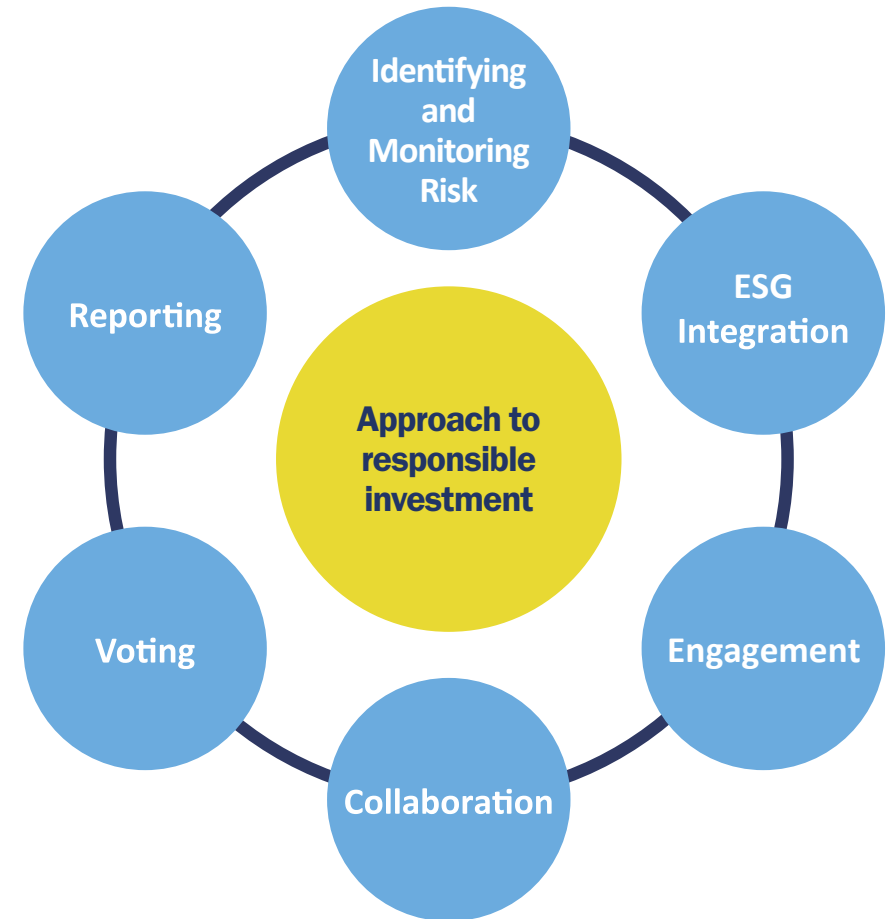 Identifying
and
Monitoring
Risk
ESG
Integration
Engagement
Collaboration
Voting
Reporting
Approach to
responsible
investment